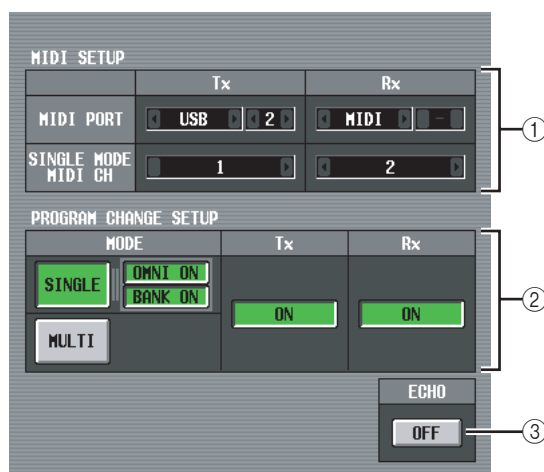 MIDI SETUP
Tx Rx
MIDI PORT USB 2 MIDI -
SINGLE MODE
MIDI CH 1 2
1
PROGRAM CHANGE SETUP
MODE Tx Rx
SINGLE OMNI ON
BANK ON
ON ON
MULTI
2
ECHO
OFF
3